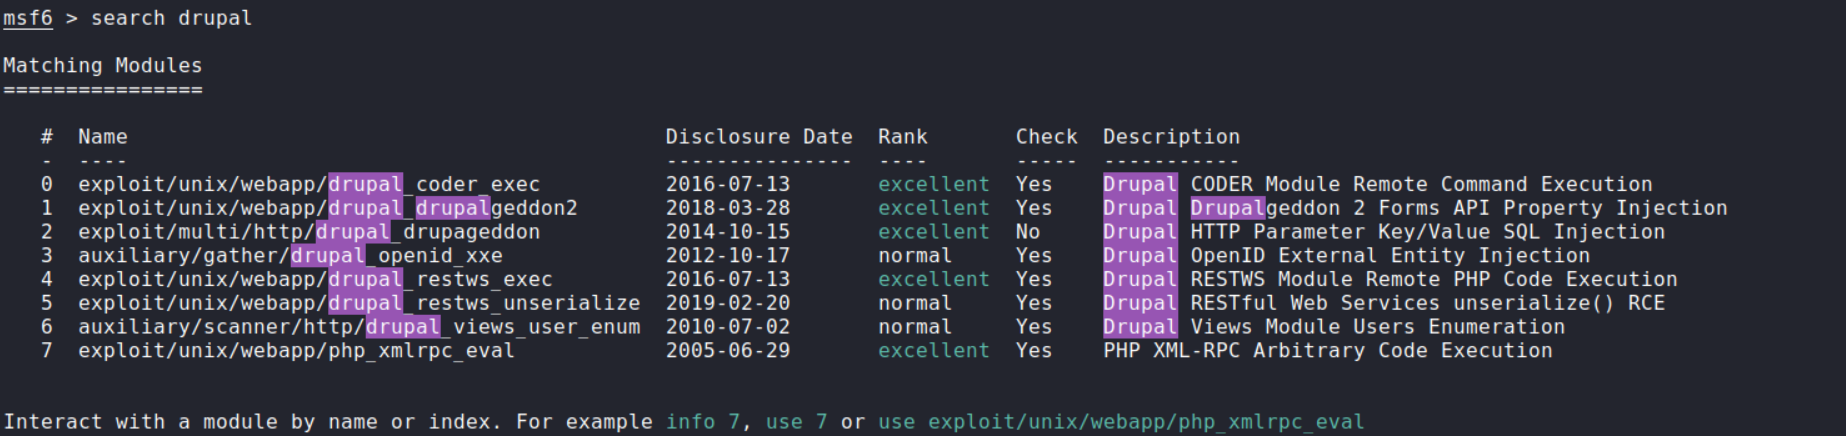 msf6 > search drupal
Matching Modules
================
# Name Disclosure Date Rank Check Description
- ---- --------------- ---- ----- -----------
0 exploit/unix/webapp/drupal_coder_exec 2016-07-13 excellent Yes Drupal CODER Module Remote Command Execution
1 exploit/unix/webapp/drupal_drupalgeddon2 2018-03-28 excellent Yes Drupal Drupalgeddon 2 Forms API Property Injection
2 exploit/multi/http/drupal_drupageddon 2014-10-15 excellent No Drupal HTTP Parameter Key/Value SQL Injection
3 auxiliary/gather/drupal_openid_xxe 2012-10-17 normal Yes Drupal OpenID External Entity Injection
4 exploit/unix/webapp/drupal_restws_exec 2016-07-13 excellent Yes Drupal RESTWS Module Remote PHP Code Execution
5 exploit/unix/webapp/drupal_restws_unserialize 2019-02-20 normal Yes Drupal RESTful Web Services unserialize() RCE
6 auxiliary/scanner/http/drupal_views_user_enum 2010-07-02 normal Yes Drupal Views Module Users Enumeration
7 exploit/unix/webapp/php_xmlrpc_eval 2005-06-29 excellent Yes PHP XML-RPC Arbitrary Code Execution
Interact with a module by name or index. For example info 7, use 7 or use exploit/unix/webapp/php_xmlrpc_eval